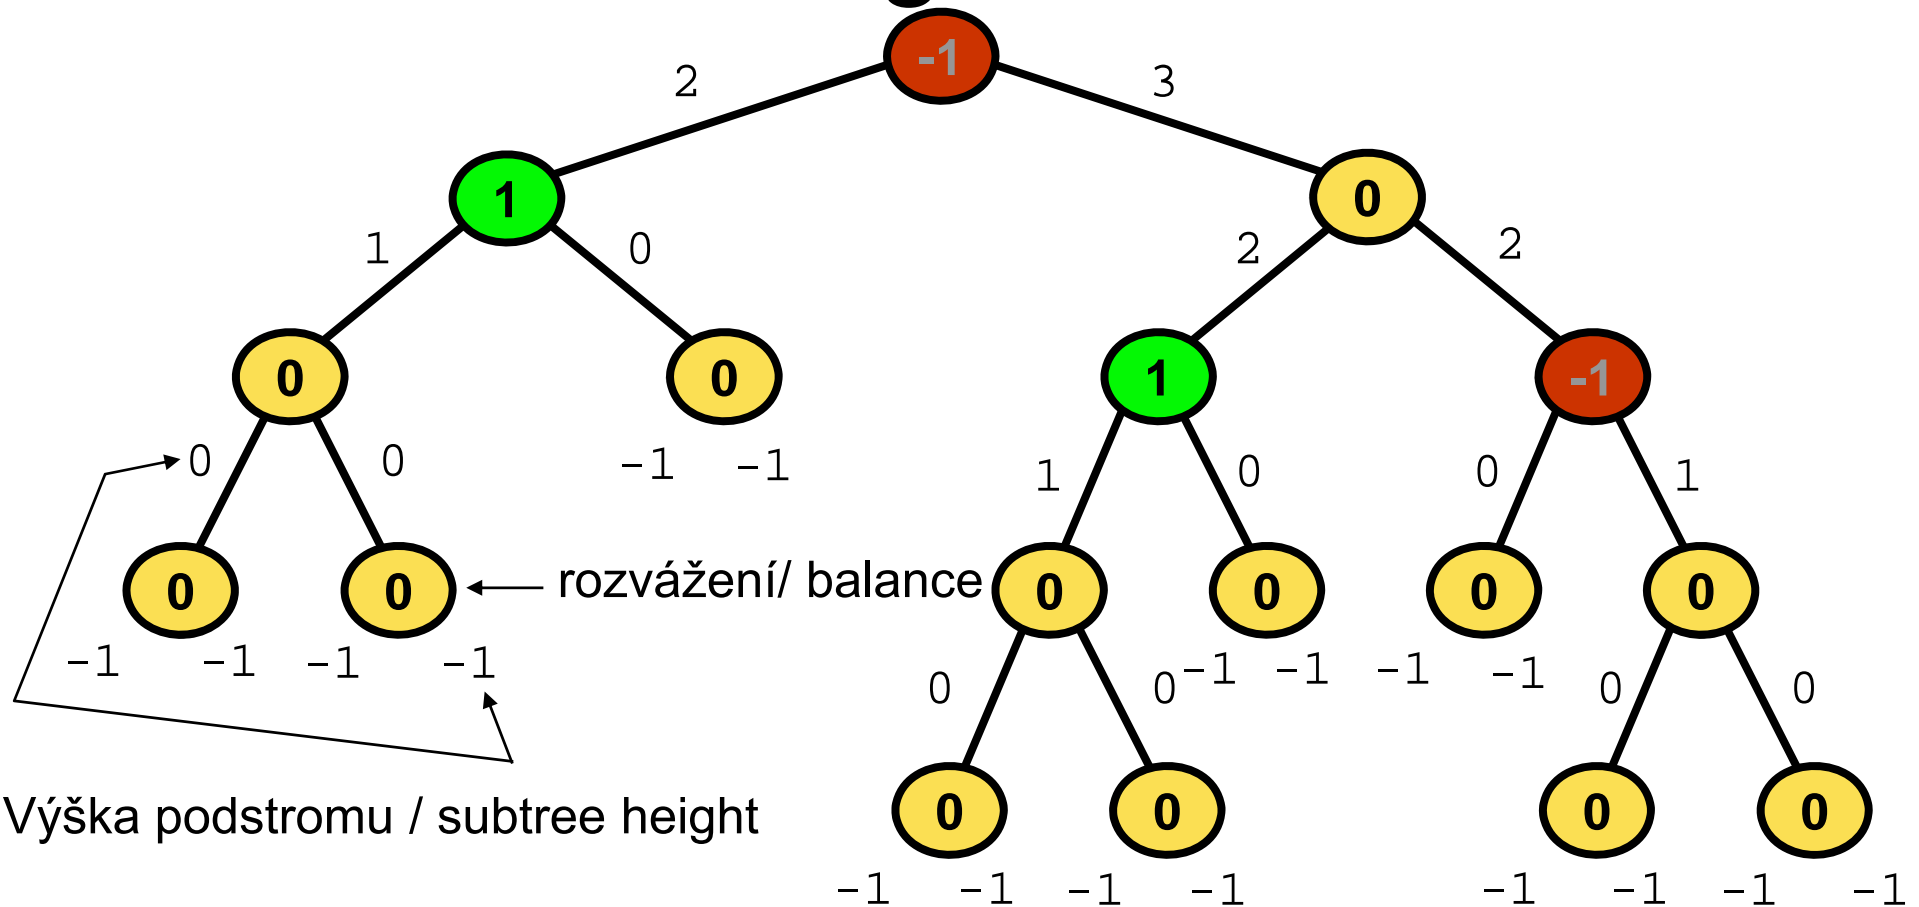 -1
2 3
1 0
1 0 2 2
0 0 1 -1
0 0 -1 -1 1 0 0 1
0 0 rozvážení/ balance 0 0 0 0
-1 -1 -1 -1 -1 -1 -1 -1
0 0 0 0
Výška podstromu / subtree height 0 0 0 0
-1 -1 -1 -1 -1 -1 -1 -1